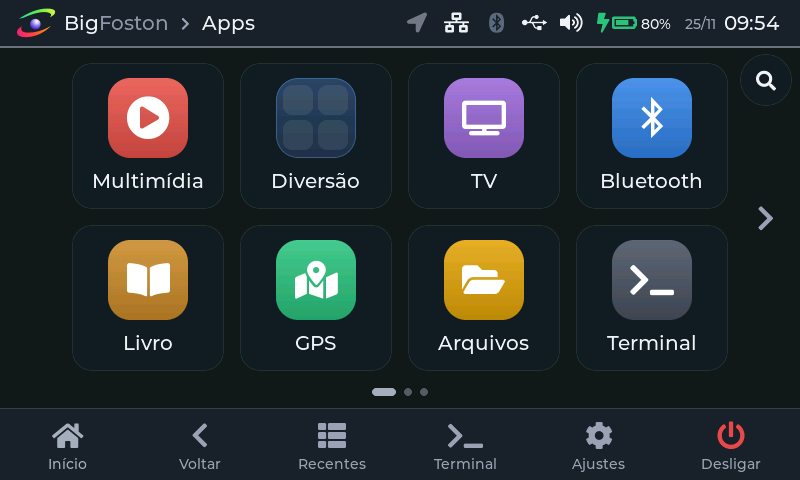 BigFoston > Apps 80% 25/11 09:54
Multimídia Diversão TV Bluetooth
Livro GPS Arquivos Terminal
Início Voltar Recentes Terminal Ajustes Desligar